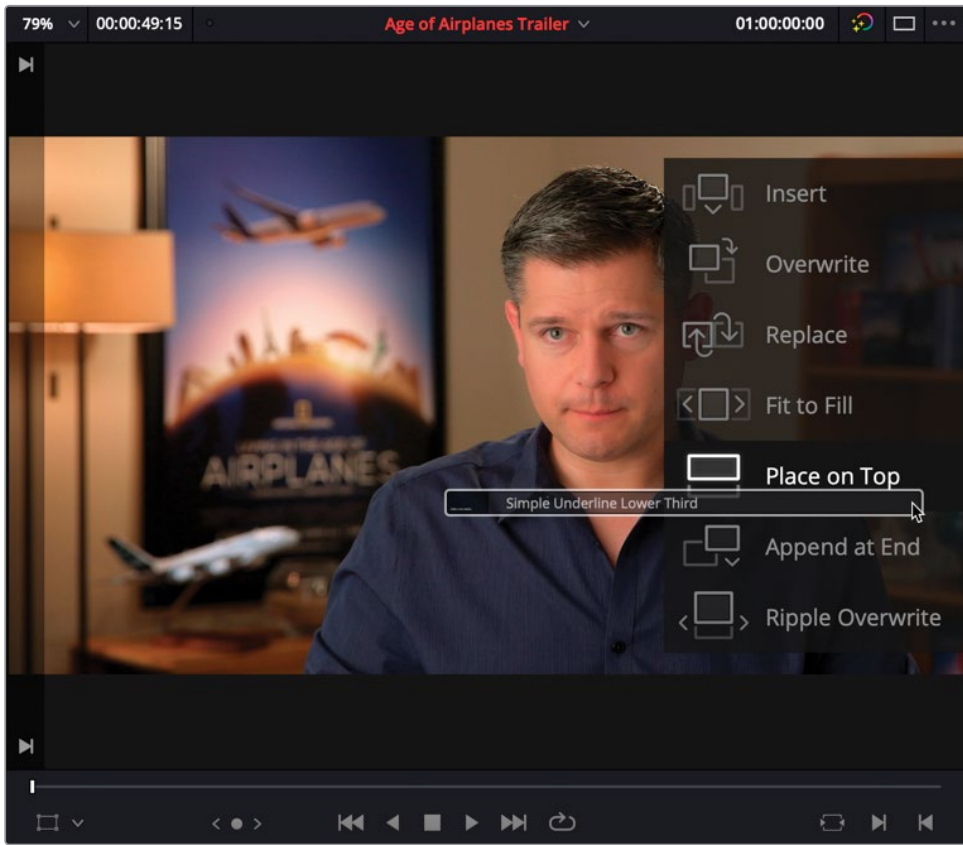 79% 00:00:49:15 Age of Airplanes Trailer 01:00:00:00
Insert
Overwrite
Replace
Fit to Fill
AIRPLANES
Place on Top
Simple Underline Lower Third
Append at End
Ripple Overwrite